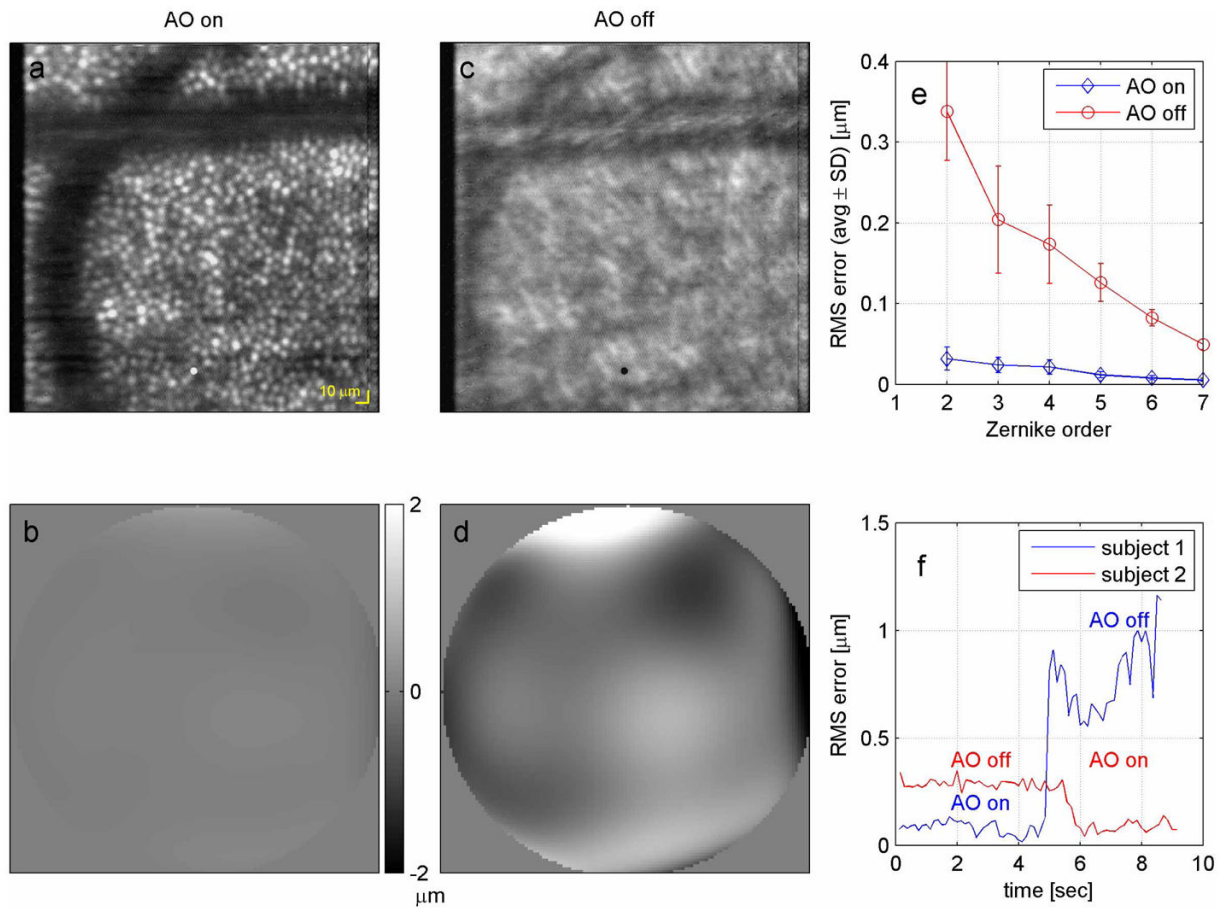 AO on
AO off
a
10 μm
c
e
AO on
AO off
0.4
0.3
0.2
0.1
0
RMS error (avg ± SD) [μm]
1 2 3 4 5 6 7
Zernike order
b
2
0
-2
μm
d
f
subject 1
subject 2
1.5
1
0.5
0
RMS error [μm]
AO off
AO off
AO on
AO on
0 2 4 6 8 10
time [sec]